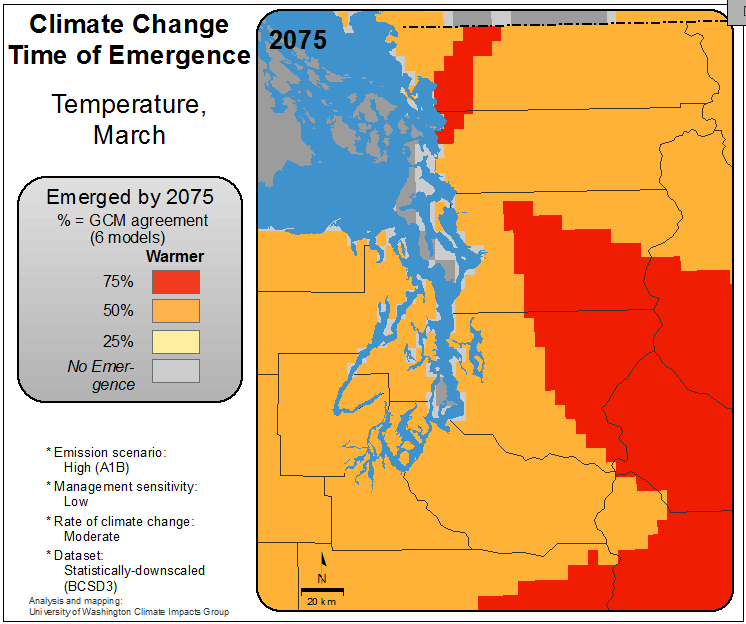 Climate Change
Time of Emergence
Temperature,
March
Emerged by 2075
% = GCM agreement
(6 models)
Warmer
75%
50%
25%
No Emer-
gence
* Emission scenario:
High (A1B)
* Management sensitivity:
Low
* Rate of climate change:
Moderate
* Dataset:
Statistically-downscaled
(BCSD3)
Analysis and mapping:
University of Washington Climate Impacts Group
2075
N
20 km